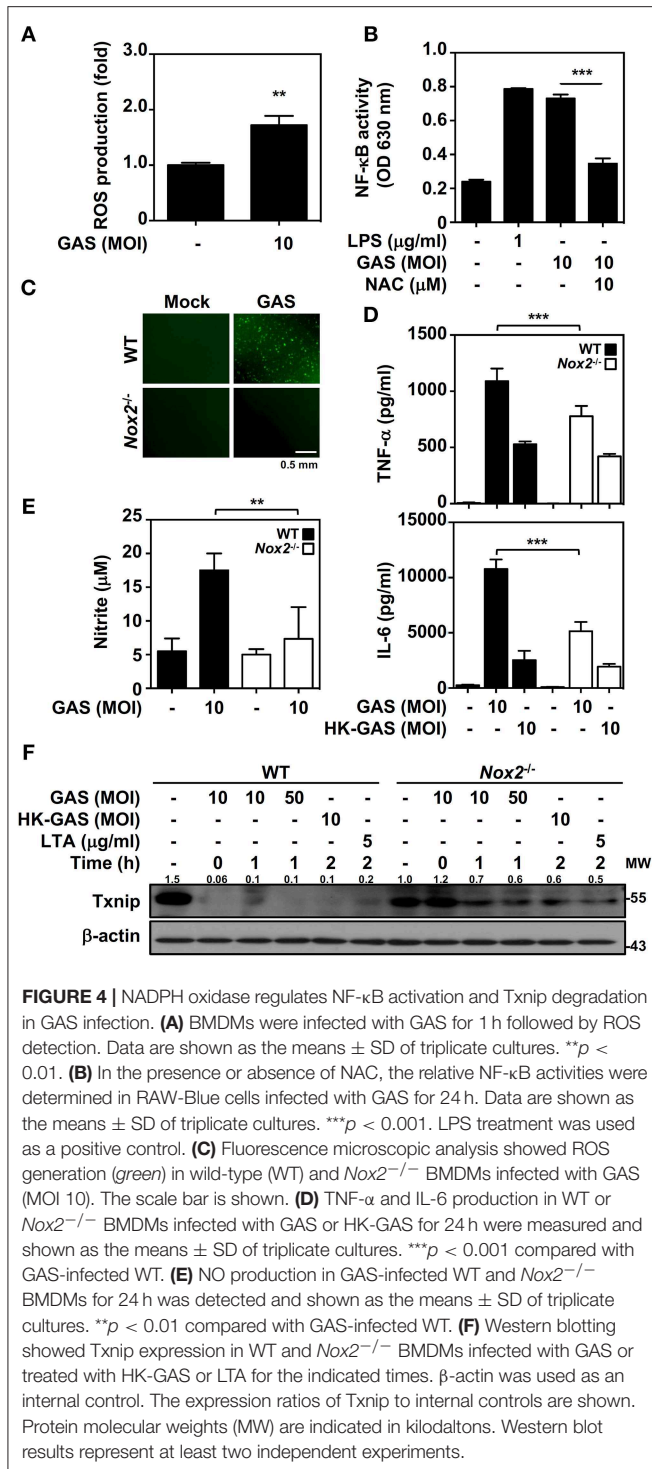 A
ROS production (fold)
2.0
1.5
1.0
0.5
0
**
GAS (MOI) - 10
B
NF-κB activity
(OD 630 nm)
0.8
0.6
0.4
0.2
0
***
LPS (μg/ml) - 1 - -
GAS (MOI) - - 10 10
NAC (μM) - - - 10
C
Mock GAS
WT
Nox2-/-
0.5 mm
D
***
WT
Nox2-/-
TNF-α (pg/ml)
1500
1000
500
0
***
IL-6 (pg/ml)
15000
10000
5000
0
GAS (MOI) - 10 - - 10 -
HK-GAS (MOI) - - 10 - - 10
E
**
WT
Nox2-/-
Nitrite (μM)
25
20
15
10
5
0
GAS (MOI) - 10 - 10
F
WT Nox2-/-
GAS (MOI) - 10 10 50 - - - 10 10 50 - -
HK-GAS (MOI) - - - - 10 - - - - - 10 -
LTA (μg/ml) - - - - - 5 - - - - - 5
Time (h) - 0 1 1 2 2 - 0 1 1 2 2 MW
1.5 0.06 0.1 0.1 0.1 0.2 1.0 1.2 0.7 0.6 0.6 0.5
Txnip -55
β-actin -43
FIGURE 4 | NADPH oxidase regulates NF-κB activation and Txnip degradation
in GAS infection. (A) BMDMs were infected with GAS for 1 h followed by ROS
detection. Data are shown as the means ± SD of triplicate cultures. **p <
0.01. (B) In the presence or absence of NAC, the relative NF-κB activities were
determined in RAW-Blue cells infected with GAS for 24 h. Data are shown as
the means ± SD of triplicate cultures. ***p < 0.001. LPS treatment was used
as a positive control. (C) Fluorescence microscopic analysis showed ROS
generation (green) in wild-type (WT) and Nox2−/− BMDMs infected with GAS
(MOI 10). The scale bar is shown. (D) TNF-α and IL-6 production in WT or
Nox2−/− BMDMs infected with GAS or HK-GAS for 24 h were measured and
shown as the means ± SD of triplicate cultures. ***p < 0.001 compared with
GAS-infected WT. (E) NO production in GAS-infected WT and Nox2−/−
BMDMs for 24 h was detected and shown as the means ± SD of triplicate
cultures. **p < 0.01 compared with GAS-infected WT. (F) Western blotting
showed Txnip expression in WT and Nox2−/− BMDMs infected with GAS or
treated with HK-GAS or LTA for the indicated times. β-actin was used as an
internal control. The expression ratios of Txnip to internal controls are shown.
Protein molecular weights (MW) are indicated in kilodaltons. Western blot
results represent at least two independent experiments.